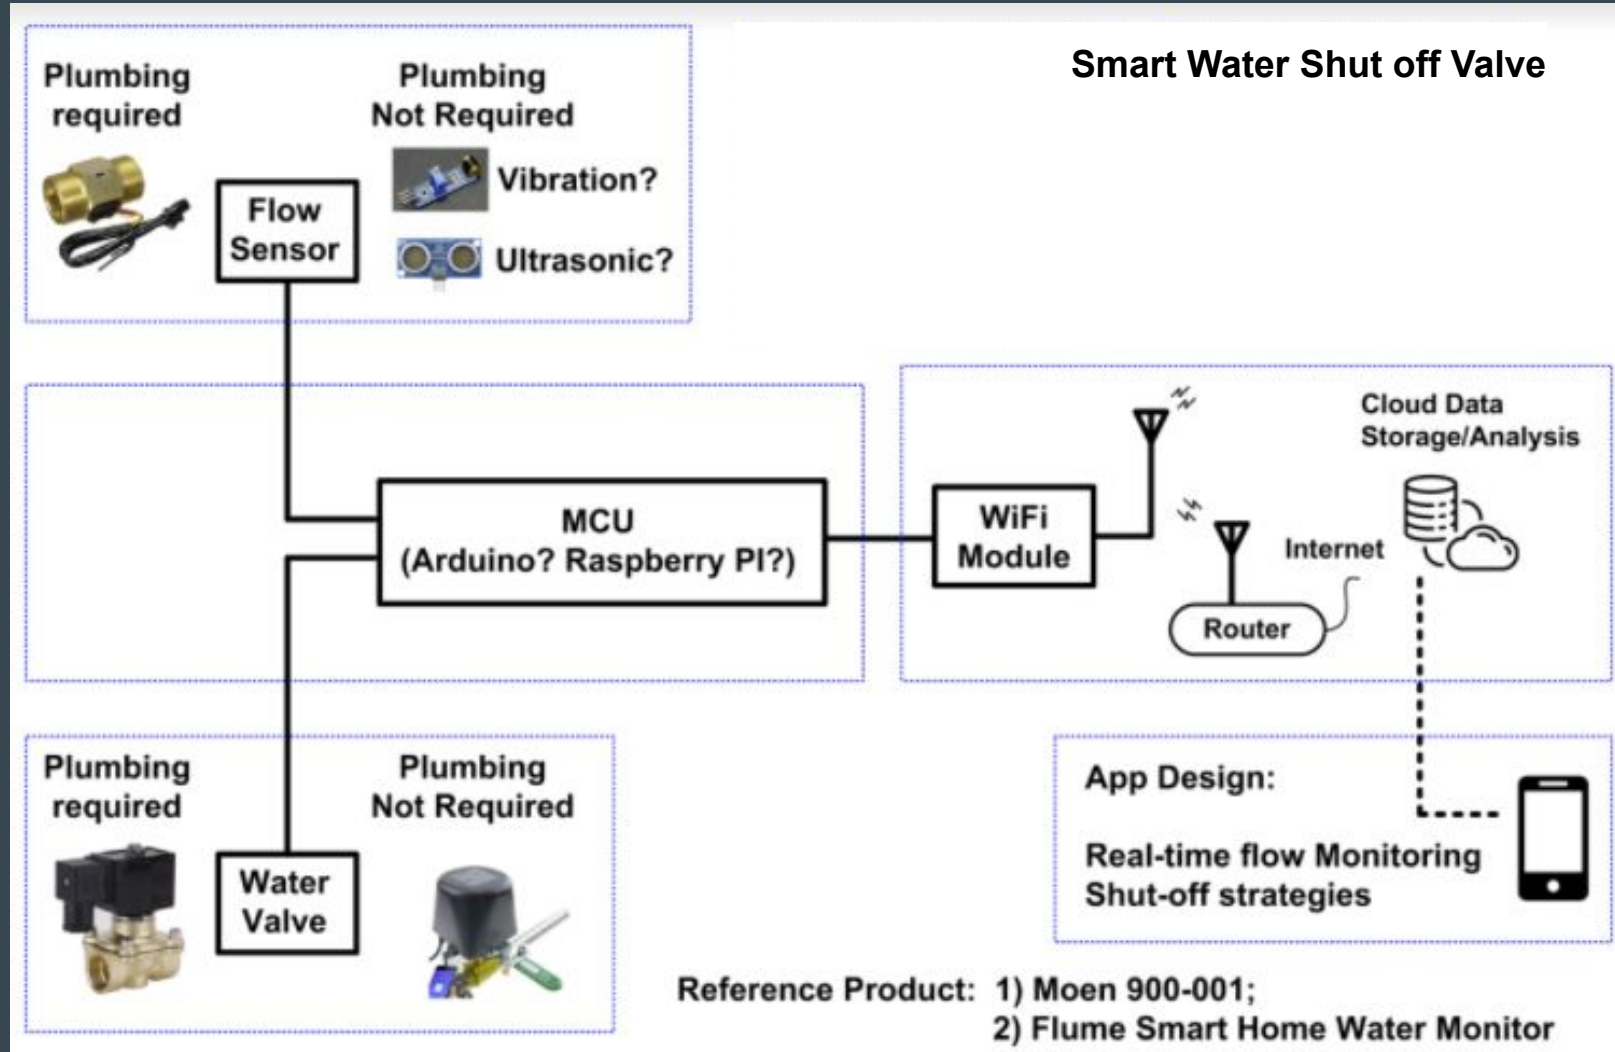 Smart Water Shut off Valve
Plumbing
required
Plumbing
Not Required
Flow
Sensor
Vibration?
Ultrasonic?
MCU
(Arduino? Raspberry PI?)
WiFi
Module
Cloud Data
Storage/Analysis
Internet
Router
Plumbing
required
Plumbing
Not Required
Water
Valve
App Design:
Real-time flow Monitoring
Shut-off strategies
Reference Product: 1) Moen 900-001;
2) Flume Smart Home Water Monitor